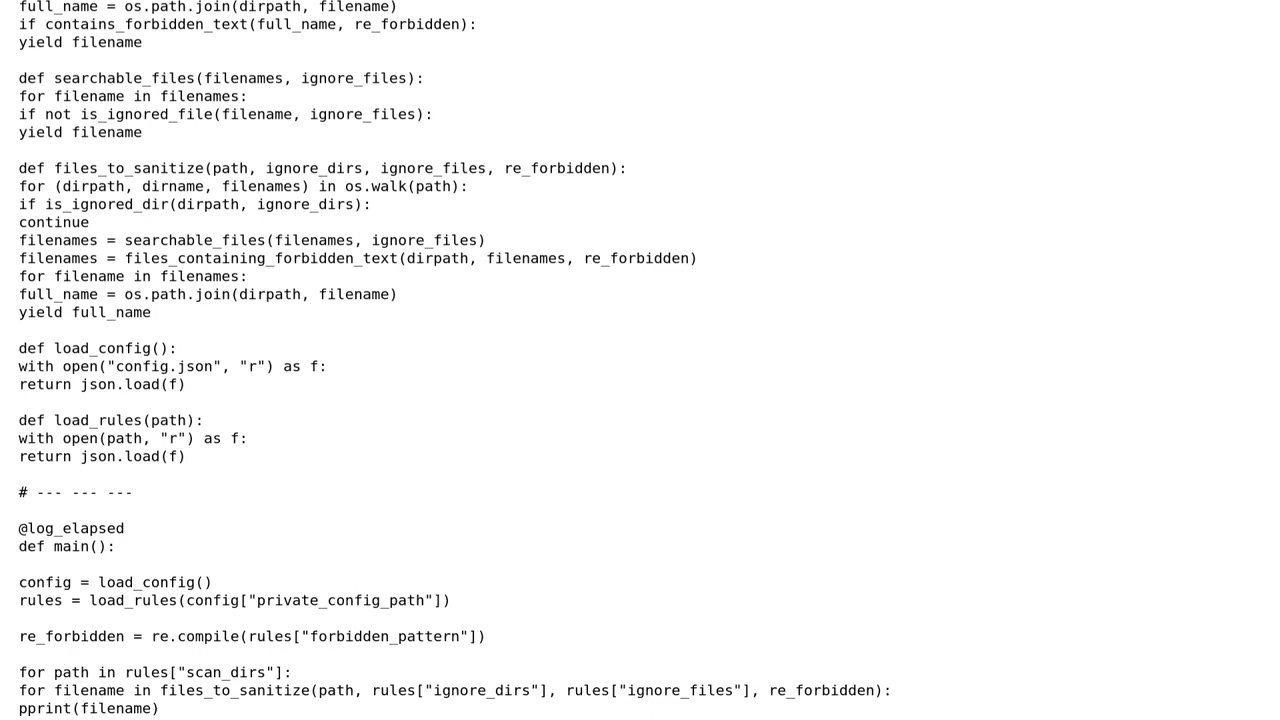 full_name = os.path.join(dirpath, filename)
if contains_forbidden_text(full_name, re_forbidden):
yield filename

def searchable_files(filenames, ignore_files):
for filename in filenames:
if not is_ignored_file(filename, ignore_files):
yield filename

def files_to_sanitize(path, ignore_dirs, ignore_files, re_forbidden):
for (dirpath, dirname, filenames) in os.walk(path):
if is_ignored_dir(dirpath, ignore_dirs):
continue
filenames = searchable_files(filenames, ignore_files)
filenames = files_containing_forbidden_text(dirpath, filenames, re_forbidden)
for filename in filenames:
full_name = os.path.join(dirpath, filename)
yield full_name

def load_config():
with open("config.json", "r") as f:
return json.load(f)

def load_rules(path):
with open(path, "r") as f:
return json.load(f)

# --- --- ---

@log_elapsed
def main():

config = load_config()
rules = load_rules(config["private_config_path"])

re_forbidden = re.compile(rules["forbidden_pattern"])

for path in rules["scan_dirs"]:
for filename in files_to_sanitize(path, rules["ignore_dirs"], rules["ignore_files"], re_forbidden):
pprint(filename)